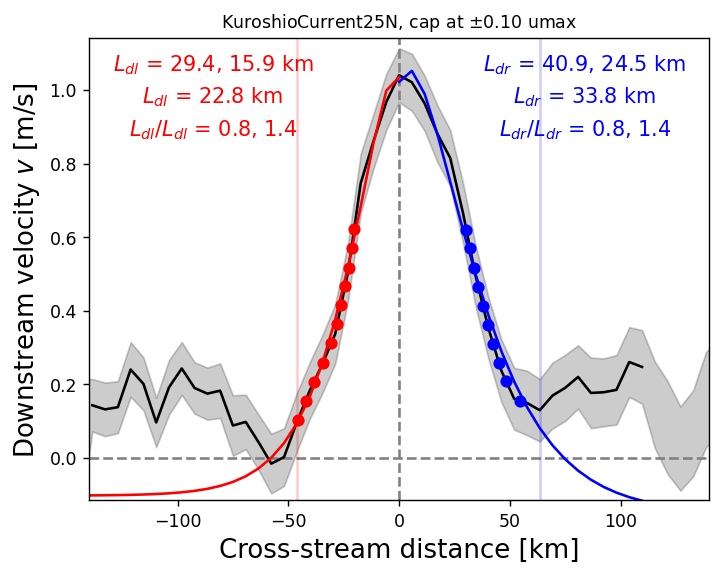 KuroshioCurrent25N, cap at ±0.10 umax
L_dl = 29.4, 15.9 km
L_dl = 22.8 km
L_dl/L_dl = 0.8, 1.4
L_dr = 40.9, 24.5 km
L_dr = 33.8 km
L_dr/L_dr = 0.8, 1.4
Downstream velocity v [m/s]
1.0
0.8
0.6
0.4
0.2
0.0
−100
−50
0
50
100
Cross-stream distance [km]